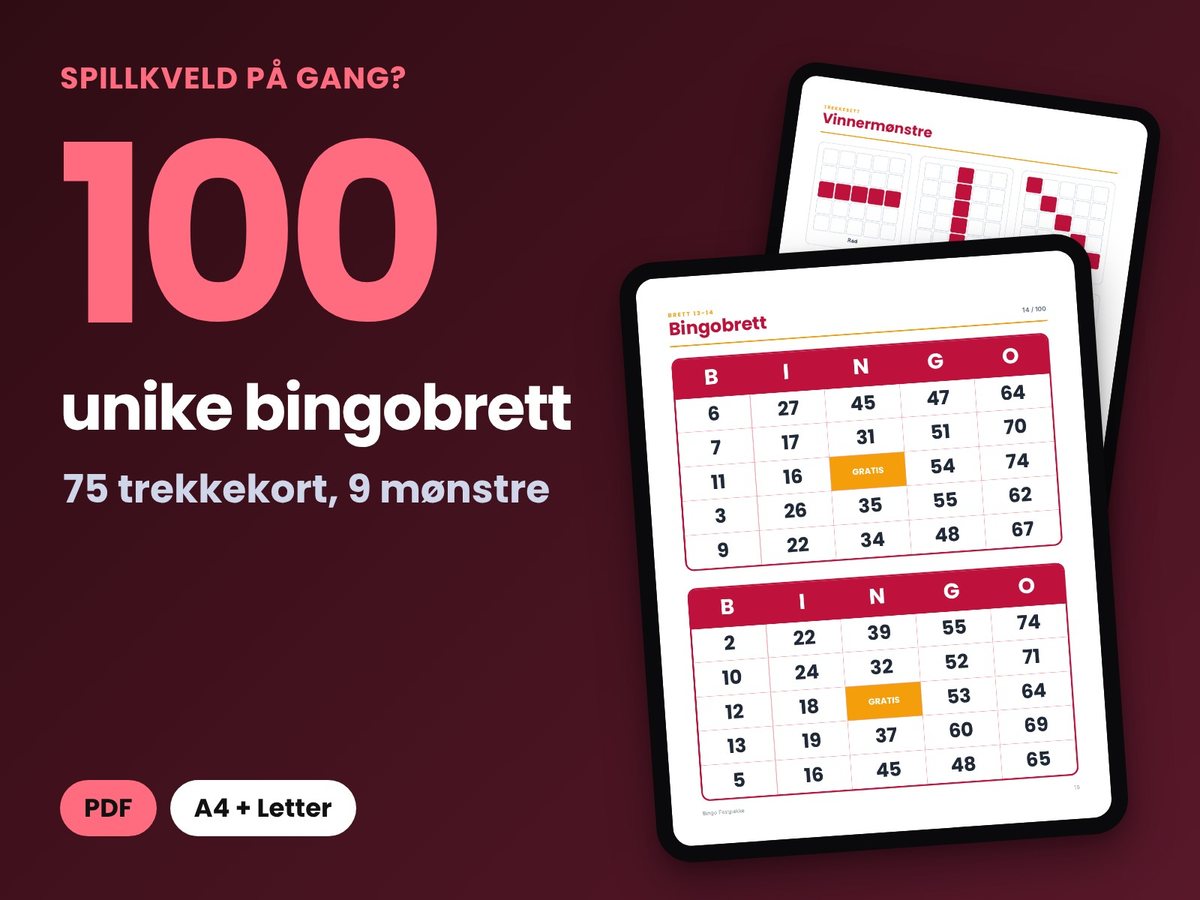 SPILLKVELD PÅ GANG?
100
unike bingobrett
75 trekkekort, 9 mønstre
PDF
A4 + Letter
TREKKEBETT
Vinnermønstre
Rad
BRETT 13–14
Bingobrett
14 / 100
B I N G O
6 27 45 47 64
7 17 31 51 70
11 16 GRATIS 54 74
3 26 35 55 62
9 22 34 48 67
B I N G O
2 22 39 55 74
10 24 32 52 71
12 18 GRATIS 53 64
13 19 37 60 69
5 16 45 48 65
Bingo Festpakke